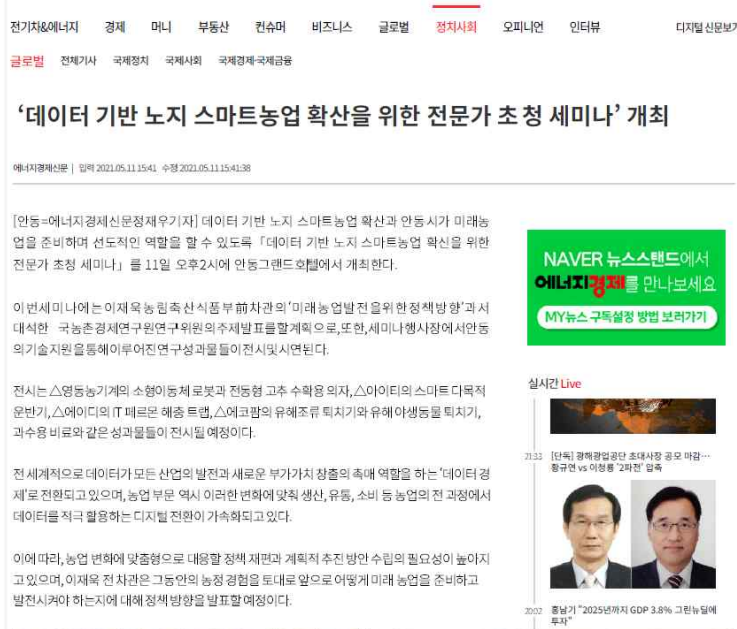 전기차&에너지 경제 머니 부동산 컨슈머 비즈니스 글로벌 정치사회 오피니언 인터뷰 디지털 신문보기
글로벌 전체기사 국제정치 국제사회 국제경제·국제금융
‘데이터 기반 노지 스마트농업 확산을 위한 전문가 초청 세미나’ 개최
에너지경제신문 | 입력 2021.05.11 15:41 수정 2021.05.11 15:41:38
[안동=에너지경제신문정재우기자] 데이터 기반 노지 스마트농업 확산과 안동시가 미래농
업을 준비하며 선도적인 역할을 할 수 있도록「데이터 기반 노지 스마트농업 확신을 위한
전문가 초청 세미나」를 11일 오후2시에 안동그랜드호텔에서 개최한다.
이번세미나에는이재욱농림축산식품부前차관의‘미래농업발전을위한정책방향’과서
대석한 국농촌경제연구원연구위원의주제발표를할계획으로,또한,세미나행사장에서안동
의기술지원을통해이루어진연구성과물들이전시및시연된다.
전시는 △영동농기계의 소형이동체로봇과 전동형 고추 수확용 의자,△아이티의 스마트 다목적
운반기,△에이디의 IT 페르몬 해충 트랩,△에코팜의 유해조류 퇴치기와 유해 야생동물 퇴치기,
과수용 비료와 같은 성과물들이 전시될 예정이다.
전 세계적으로 데이터가 모든 산업의 발전과 새로운 부가가치 창출의 촉매 역할을 하는 ‘데이터 경
제’로 전환되고 있으며, 농업 부문 역시 이러한 변화에 맞춰 생산, 유통, 소비 등 농업의 전 과정에서
데이터를 적극 활용하는 디지털 전환이 가속화되고 있다.
이에 따라, 농업 변화에 맞춤형으로 대응할 정책 재편과 계획적 추진 방안 수립의 필요성이 높아지
고 있으며, 이재욱 전 차관은 그동안의 농정 경험을 토대로 앞으로 어떻게 미래 농업을 준비하고
발전시켜야 하는지에 대해 정책 방향을 발표할 예정이다.
NAVER 뉴스스탠드에서
에너지경제를 만나보세요
MY뉴스 구독설정 방법 보러가기
실시간 Live
21:33 [단독] 광해광업공단 초대사장 공모 마감…
황규연 vs 이청룡 '2파전' 압축
20:02 홍남기 "2025년까지 GDP 3.8% 그린뉴딜에
투자"